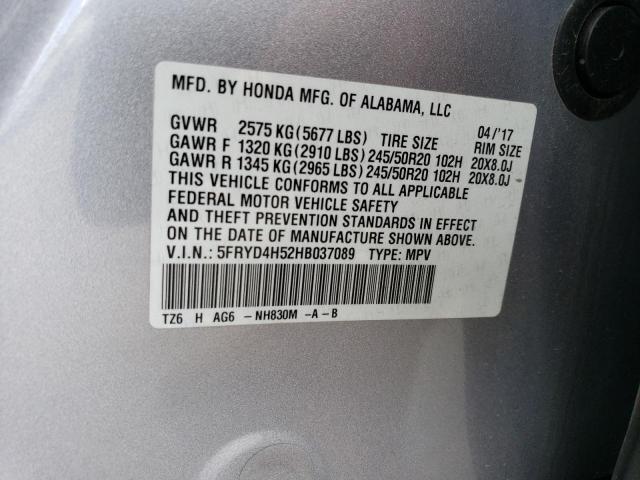 MFD. BY HONDA MFG. OF ALABAMA, LLC
04/'17
GVWR 2575 KG(5677 LBS) TIRE SIZE RIM SIZE
GAWR F 1320 KG(2910 LBS)245/50R20 102H 20X8.0J
GAWR R 1345 KG(2965 LBS)245/50R20 102H 20X8.0J
THIS VEHICLE CONFORMS TO ALL APPLICABLE
FEDERAL MOTOR VEHICLE SAFETY
AND THEFT PREVENTION STANDARDS IN EFFECT
ON THE DATE OF MANUFACTURE SHOWN ABOVE.
V.I.N.: 5FRYD4H52HB037089 TYPE: MPV
TZ6 H AG6 -NH830M -A-B